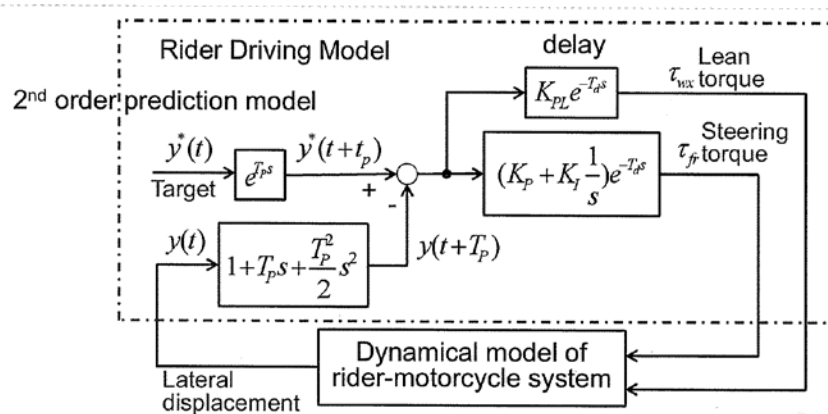 Rider Driving Model
delay
Lean
τ_wx torque
K_PL e^{-T_d s}
2nd order prediction model
y*(t)
Target
e^{T_P s}
y*(t+t_p)
+
-
(K_P + K_I 1/s)e^{-T_d s}
Steering
τ_fr torque
y(t)
1+T_P s+T_P^2/2 s^2
y(t+T_P)
Lateral
displacement
Dynamical model of
rider-motorcycle system